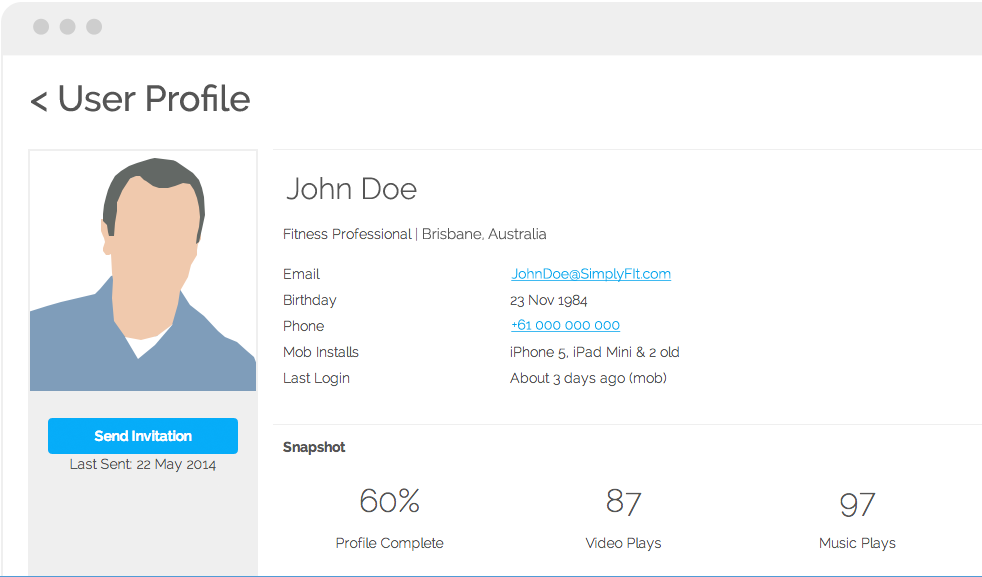 < User Profile
John Doe
Fitness Professional | Brisbane, Australia
Email JohnDoe@SimplyFIt.com
Birthday 23 Nov 1984
Phone +61 000 000 000
Mob Installs iPhone 5, iPad Mini & 2 old
Last Login About 3 days ago (mob)
Send Invitation
Last Sent: 22 May 2014
Snapshot
60% 87 97
Profile Complete Video Plays Music Plays